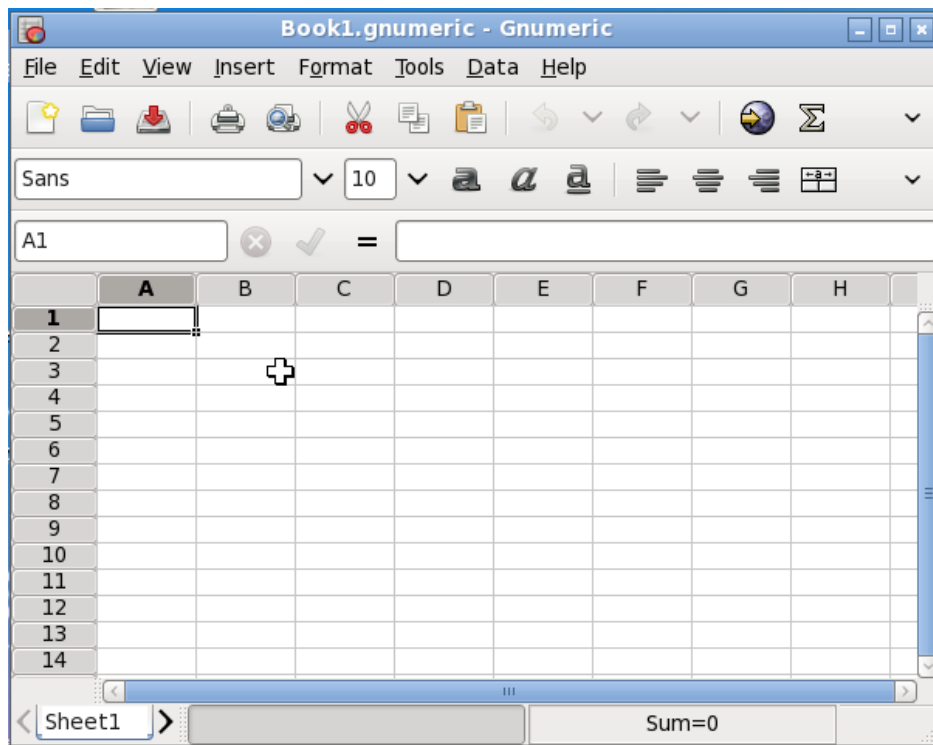 Book1.gnumeric - Gnumeric
File Edit View Insert Format Tools Data Help
Sans 10 a a a
A1 =
A B C D E F G H
1
2
3
4
5
6
7
8
9
10
11
12
13
14
Sheet1 Sum=0